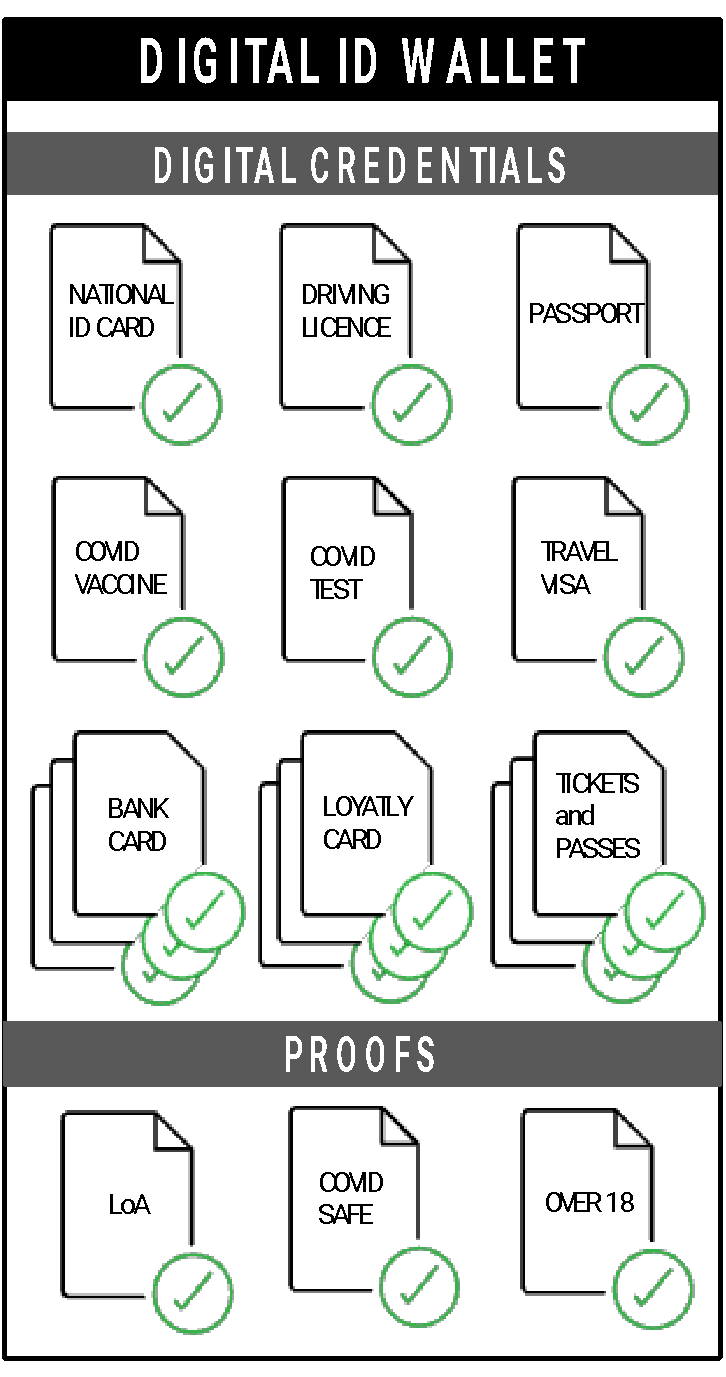 DIGITAL ID WALLET
DIGITAL CREDENTIALS
NATIONAL
ID CARD
DRIVING
LICENCE
PASSPORT
COVID
VACCINE
COVID
TEST
TRAVEL
VISA
BANK
CARD
LOYATLY
CARD
TICKETS
and
PASSES
PROOFS
LoA
COVID
SAFE
OVER 18